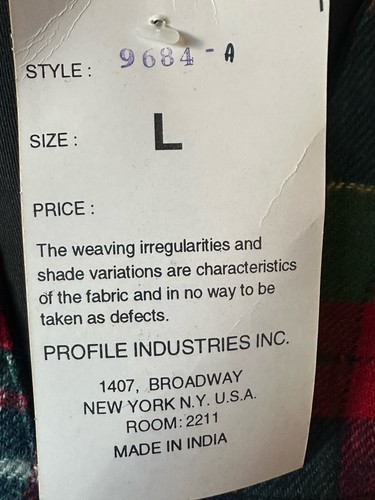 STYLE : 9684-A
SIZE : L
PRICE :
The weaving irregularities and
shade variations are characteristics
of the fabric and in no way to be
taken as defects.
PROFILE INDUSTRIES INC.
1407, BROADWAY
NEW YORK N.Y. U.S.A.
ROOM: 2211
MADE IN INDIA